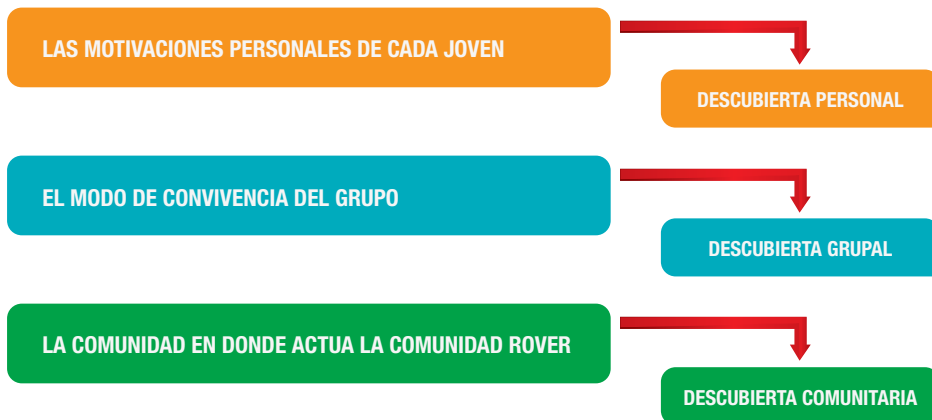 LAS MOTIVACIONES PERSONALES DE CADA JOVEN
DESCUBIERTA PERSONAL
EL MODO DE CONVIVENCIA DEL GRUPO
DESCUBIERTA GRUPAL
LA COMUNIDAD EN DONDE ACTUA LA COMUNIDAD ROVER
DESCUBIERTA COMUNITARIA